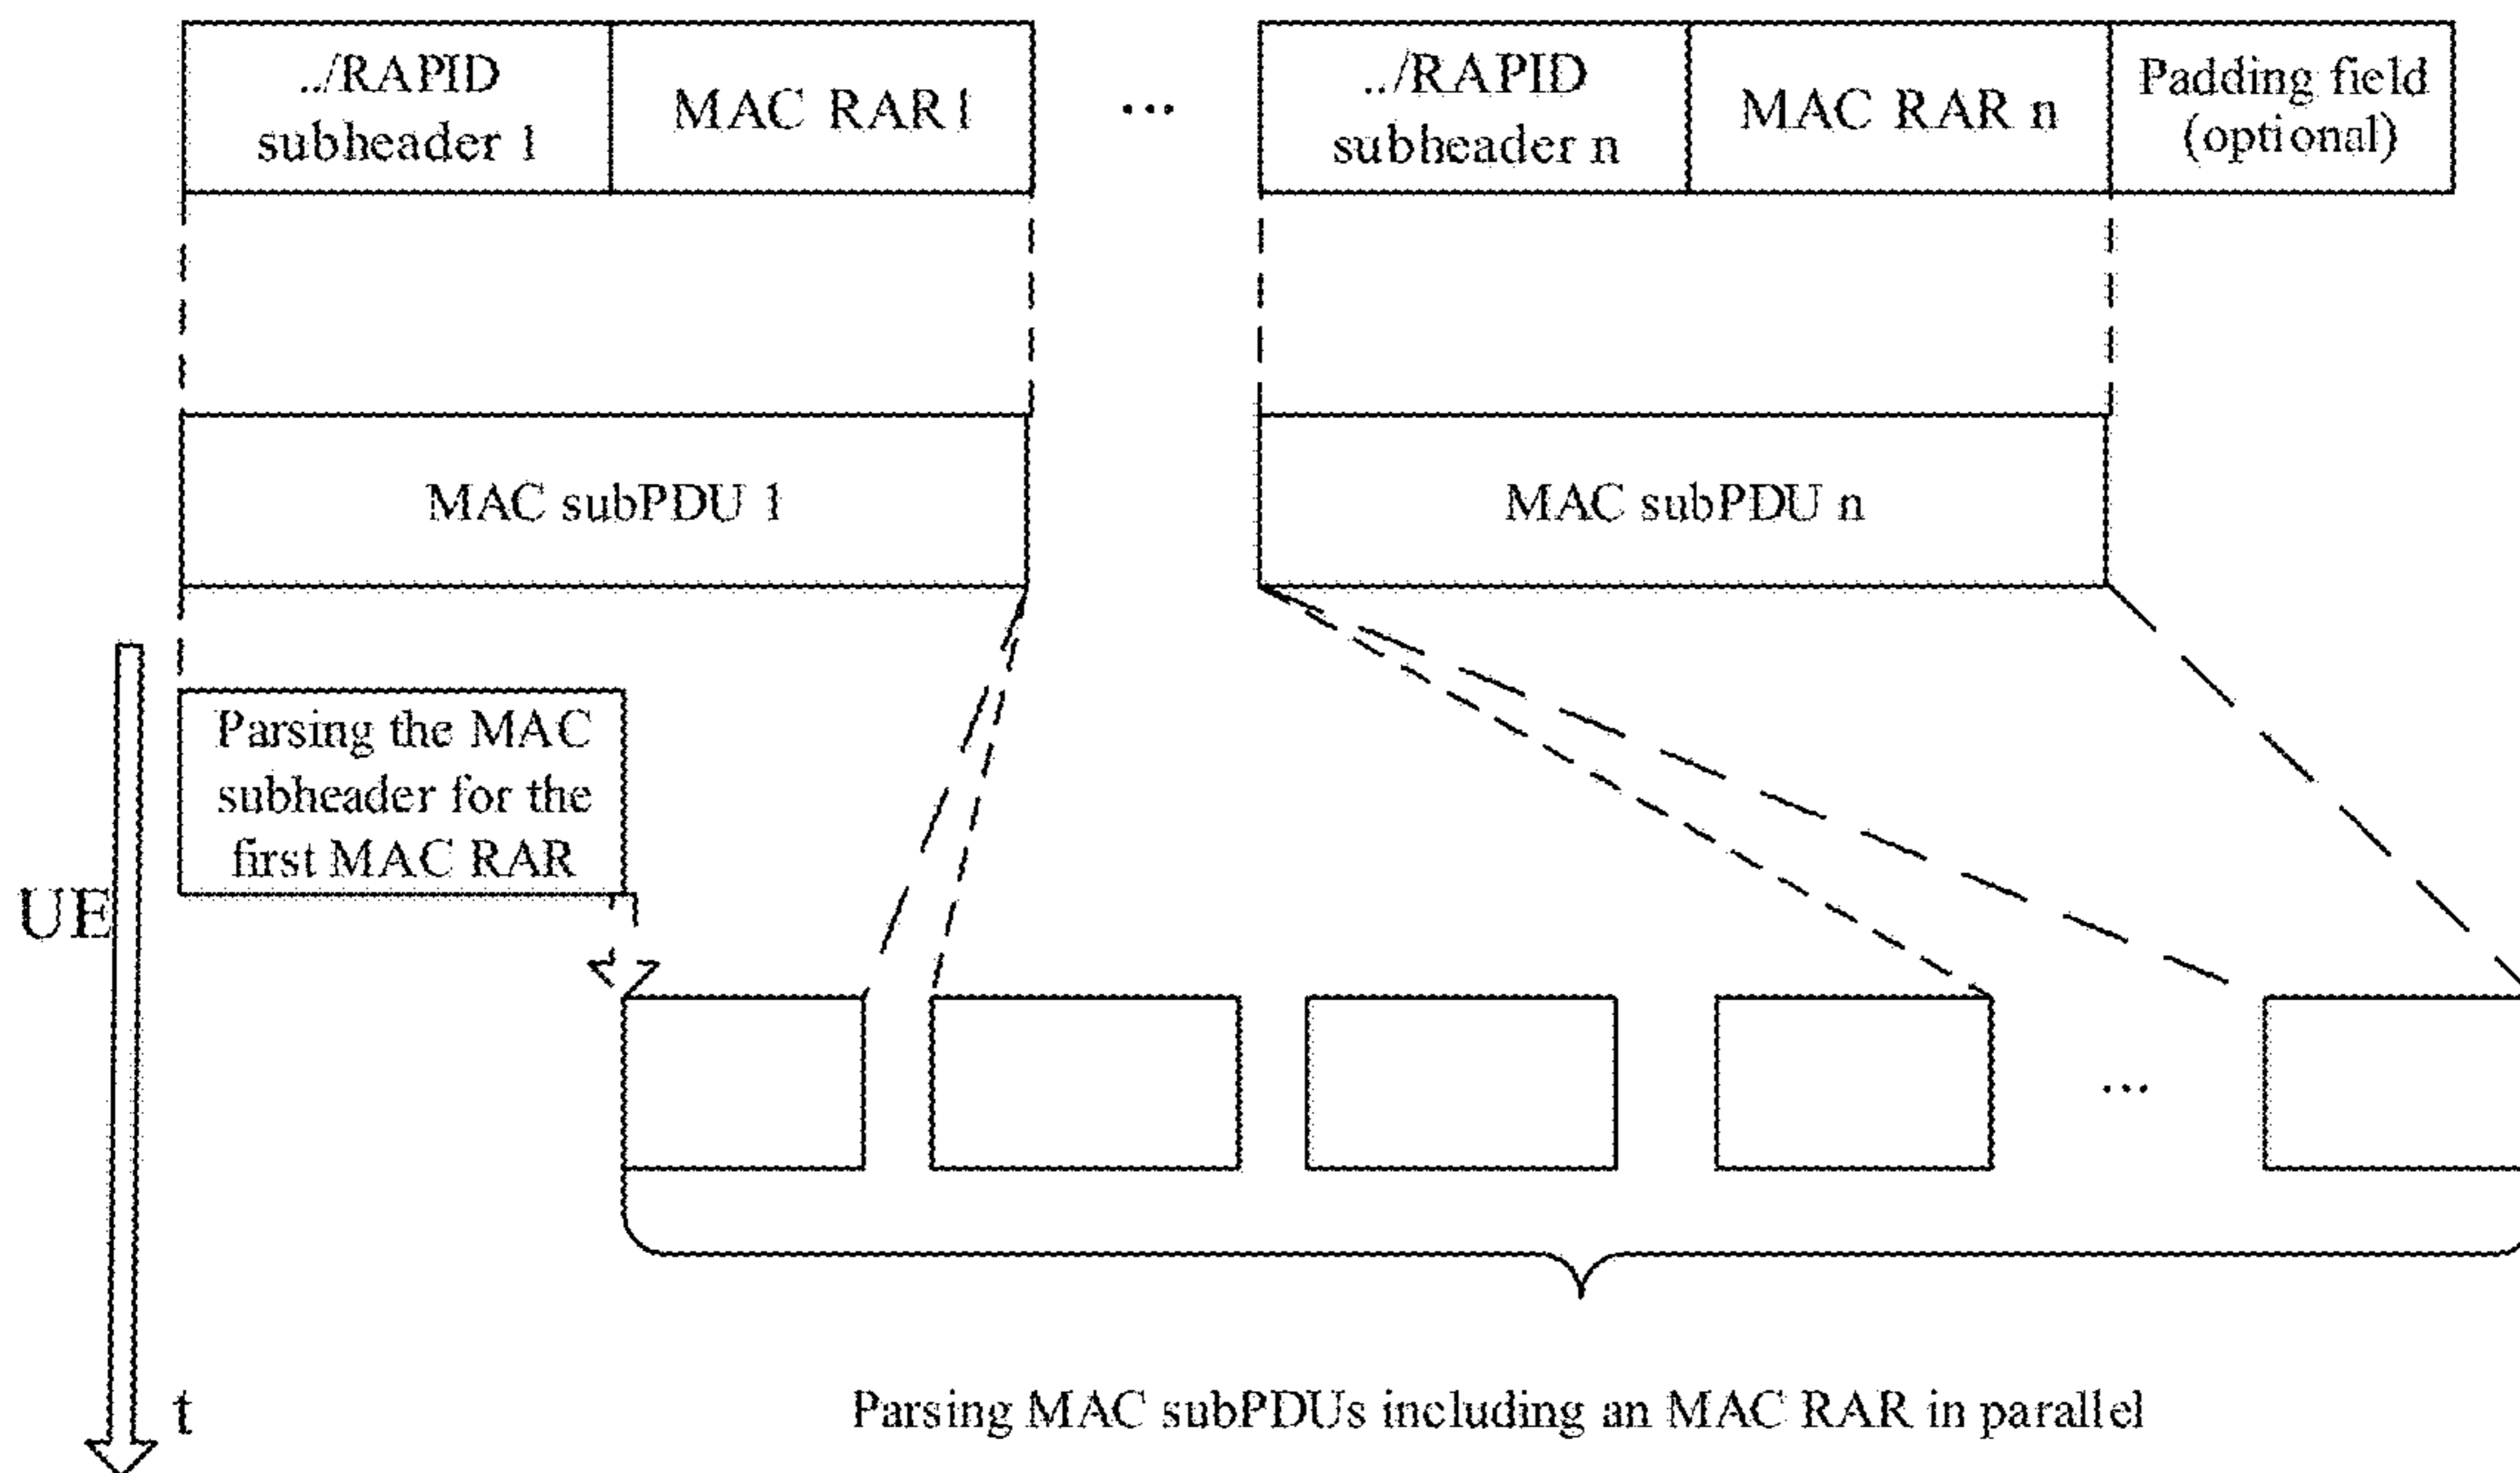 ../RAPID
subheader 1
MAC RAR1
...
../RAPID
subheader n
MAC RAR n
Padding field
(optional)
MAC subPDU 1
MAC subPDU n
Parsing the MAC
subheader for the
first MAC RAR
UE
...
t
Parsing MAC subPDUs including an MAC RAR in parallel